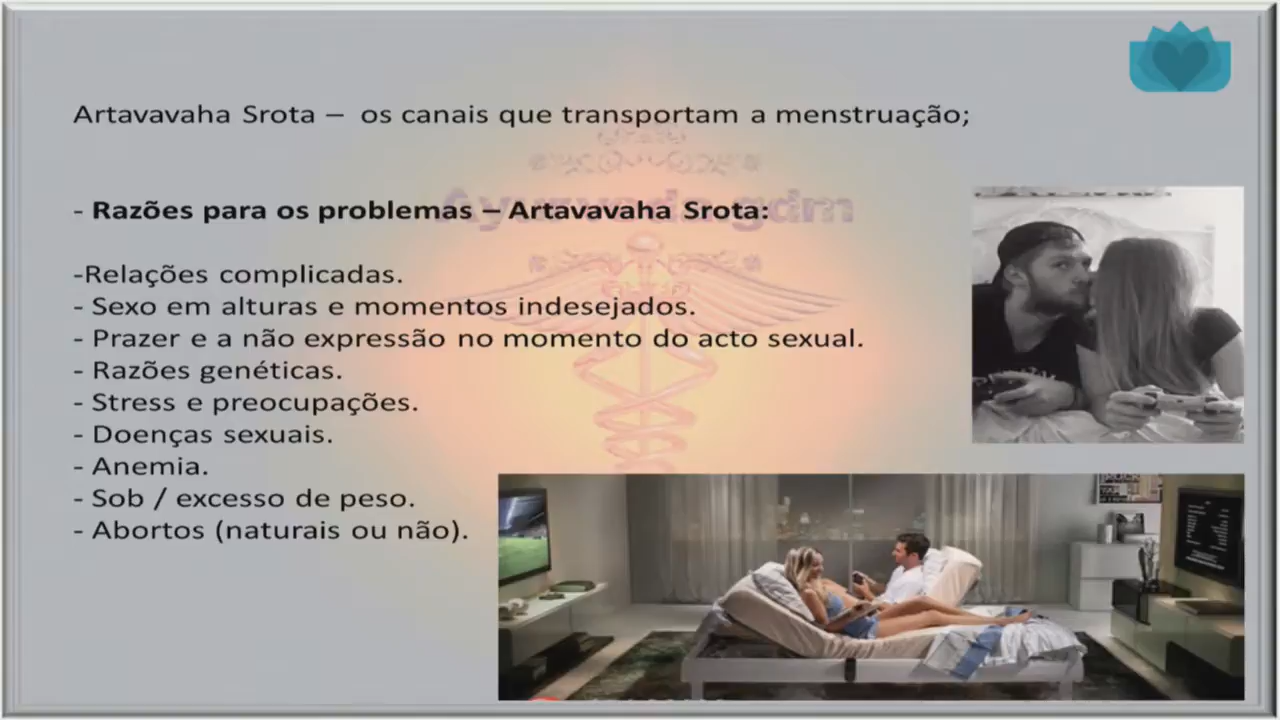 Artavavaha Srota – os canais que transportam a menstruação;
Ayurveda.gdm
- Razões para os problemas – Artavavaha Srota:
-Relações complicadas.
- Sexo em alturas e momentos indesejados.
- Prazer e a não expressão no momento do acto sexual.
- Razões genéticas.
- Stress e preocupações.
- Doenças sexuais.
- Anemia.
- Sob / excesso de peso.
- Abortos (naturais ou não).